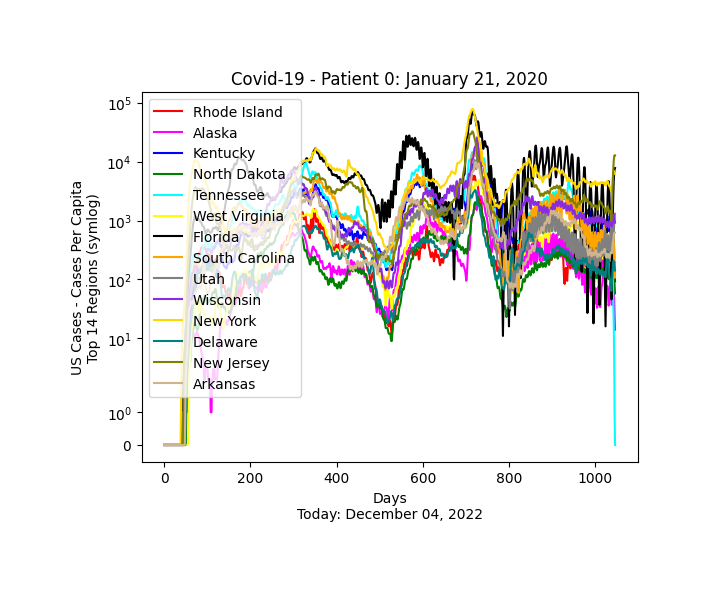 Covid-19 - Patient 0: January 21, 2020
US Cases - Cases Per Capita
Top 14 Regions (symlog)
10^5
10^4
10^3
10^2
10^1
10^0
0
Rhode Island
Alaska
Kentucky
North Dakota
Tennessee
West Virginia
Florida
South Carolina
Utah
Wisconsin
New York
Delaware
New Jersey
Arkansas
0 200 400 600 800 1000
Days
Today: December 04, 2022